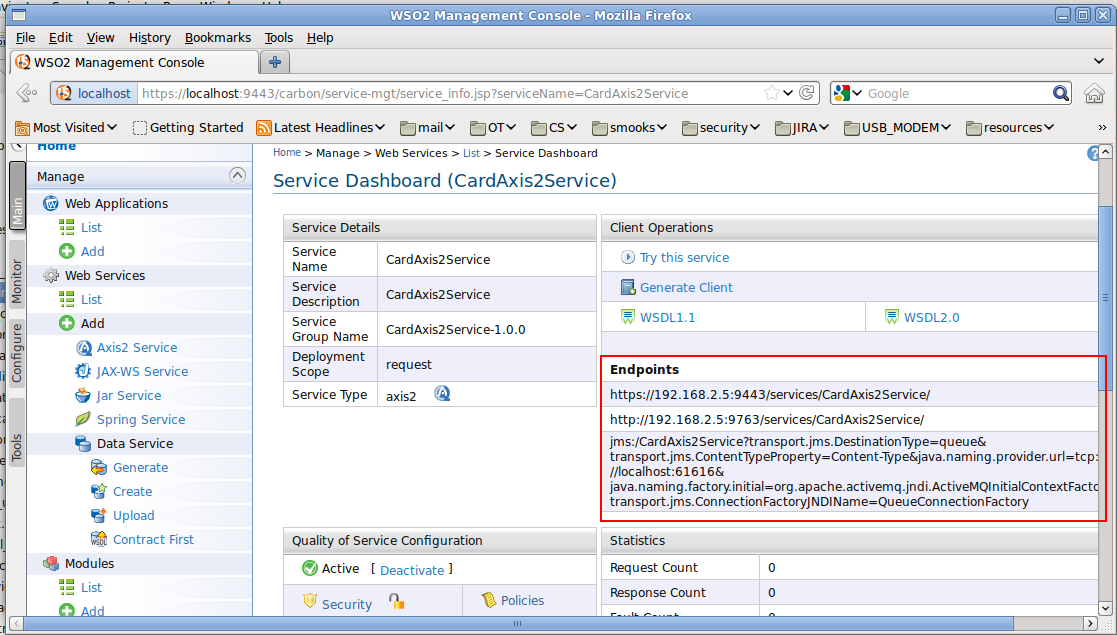 WSO2 Management Console - Mozilla Firefox
File Edit View History Bookmarks Tools Help
WSO2 Management Console
localhost https://localhost:9443/carbon/service-mgt/service_info.jsp?serviceName=CardAxis2Service Google
Most Visited Getting Started Latest Headlines mail OT CS smooks security JIRA USB_MODEM resources »
Main
Monitor
Configure
Tools
Home
Manage
Web Applications
List
Add
Web Services
List
Add
Axis2 Service
JAX-WS Service
Jar Service
Spring Service
Data Service
Generate
Create
Upload
Contract First
Modules
List
Add
Home > Manage > Web Services > List > Service Dashboard
?
Service Dashboard (CardAxis2Service)
Service Details
Service Name CardAxis2Service
Service Description CardAxis2Service
Service Group Name CardAxis2Service-1.0.0
Deployment Scope request
Service Type axis2
Client Operations
Try this service
Generate Client
WSDL1.1 WSDL2.0
Endpoints
https://192.168.2.5:9443/services/CardAxis2Service/
http://192.168.2.5:9763/services/CardAxis2Service/
jms:/CardAxis2Service?transport.jms.DestinationType=queue&
transport.jms.ContentTypeProperty=Content-Type&java.naming.provider.url=tcp:
//localhost:61616&
java.naming.factory.initial=org.apache.activemq.jndi.ActiveMQInitialContextFacto
transport.jms.ConnectionFactoryJNDIName=QueueConnectionFactory
Quality of Service Configuration
Active [ Deactivate ]
Security Policies
Statistics
Request Count 0
Response Count 0
Fault Count 0